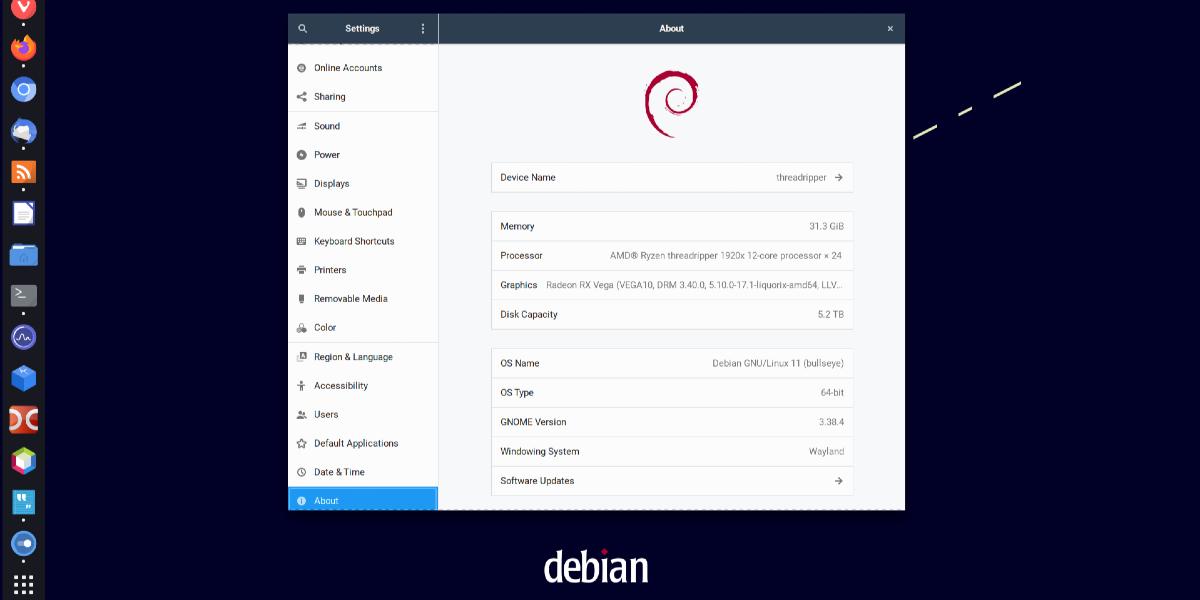 Settings
About
Online Accounts
Sharing
Sound
Power
Displays
Mouse & Touchpad
Keyboard Shortcuts
Printers
Removable Media
Color
Region & Language
Accessibility
Users
Default Applications
Date & Time
About
Device Name threadripper
Memory 31.3 GiB
Processor AMD® Ryzen threadripper 1920x 12-core processor × 24
Graphics Radeon RX Vega (VEGA10, DRM 3.40.0, 5.10.0-17.1-liquorix-amd64, LLV...
Disk Capacity 5.2 TB
OS Name Debian GNU/Linux 11 (bullseye)
OS Type 64-bit
GNOME Version 3.38.4
Windowing System Wayland
Software Updates
debian